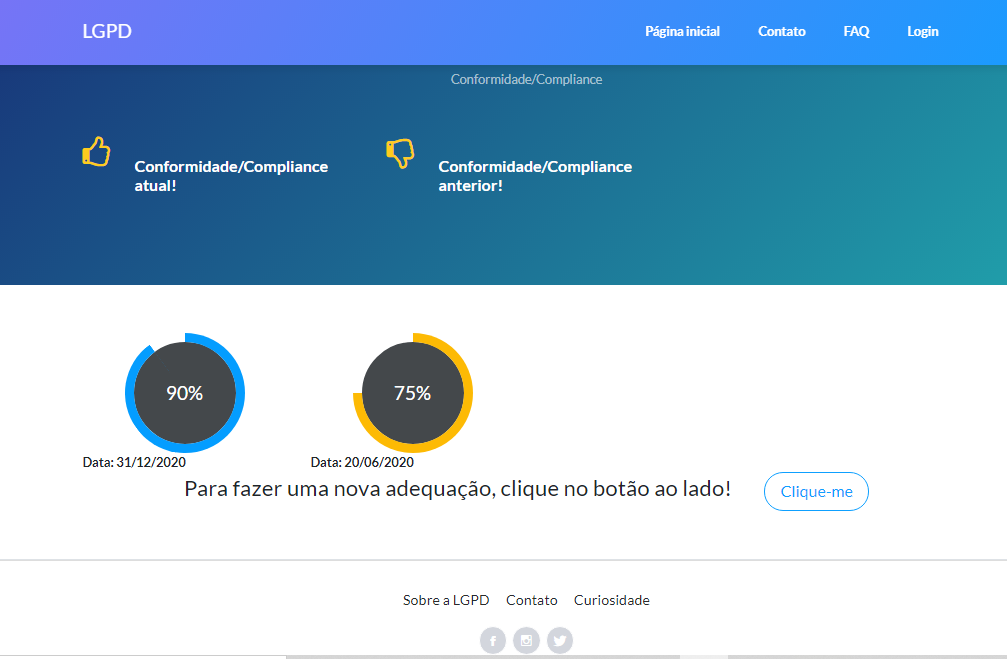 LGPD
Página inicial
Contato
FAQ
Login
Conformidade/Compliance
Conformidade/Compliance
atual!
Conformidade/Compliance
anterior!
90%
75%
Data: 31/12/2020
Data: 20/06/2020
Para fazer uma nova adequação, clique no botão ao lado!
Clique-me
Sobre a LGPD
Contato
Curiosidade